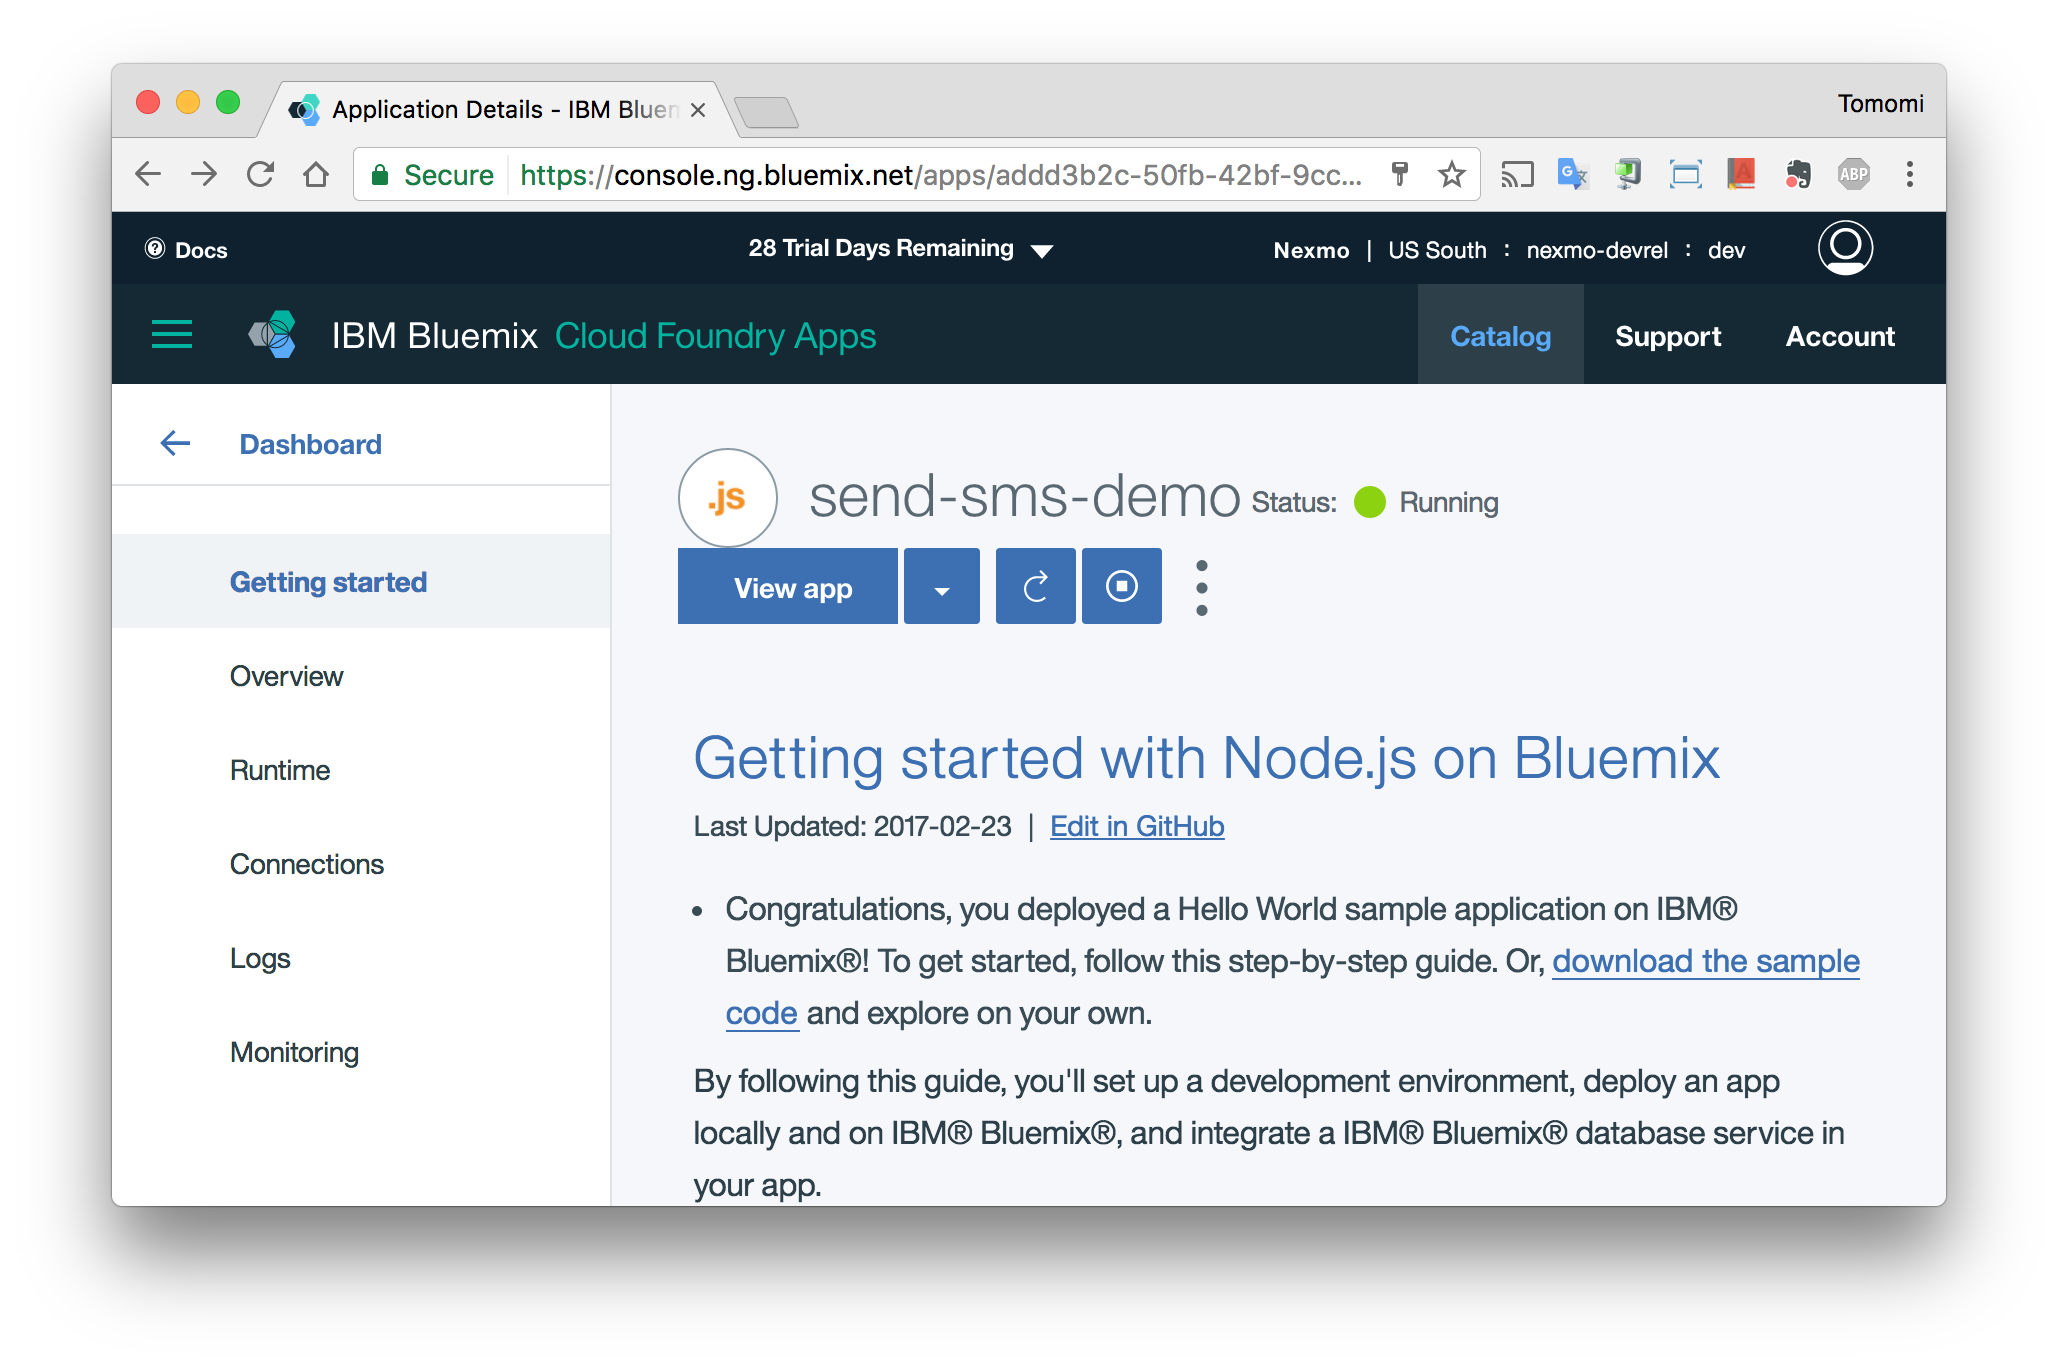 Application Details - IBM Bluem
Tomomi
Secure https://console.ng.bluemix.net/apps/addd3b2c-50fb-42bf-9cc...
Docs
28 Trial Days Remaining
Nexmo | US South : nexmo-devrel : dev
IBM Bluemix Cloud Foundry Apps
Catalog
Support
Account
Dashboard
Getting started
Overview
Runtime
Connections
Logs
Monitoring
.js
send-sms-demo Status: Running
View app
Getting started with Node.js on Bluemix
Last Updated: 2017-02-23 | Edit in GitHub
• Congratulations, you deployed a Hello World sample application on IBM®
Bluemix®! To get started, follow this step-by-step guide. Or, download the sample
code and explore on your own.
By following this guide, you'll set up a development environment, deploy an app
locally and on IBM® Bluemix®, and integrate a IBM® Bluemix® database service in
your app.
ABP